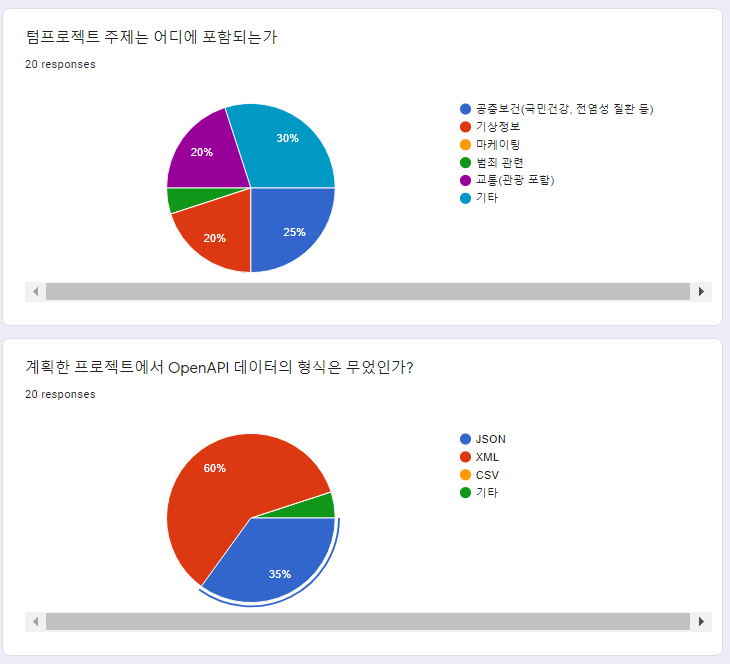 텀프로젝트 주제는 어디에 포함되는가
20 responses
30%
20%
20%
25%
공중보건(국민건강, 전염성 질환 등)
기상정보
마케이팅
범죄 관련
교통(관광 포함)
기타
계획한 프로젝트에서 OpenAPI 데이터의 형식은 무엇인가?
20 responses
60%
35%
JSON
XML
CSV
기타